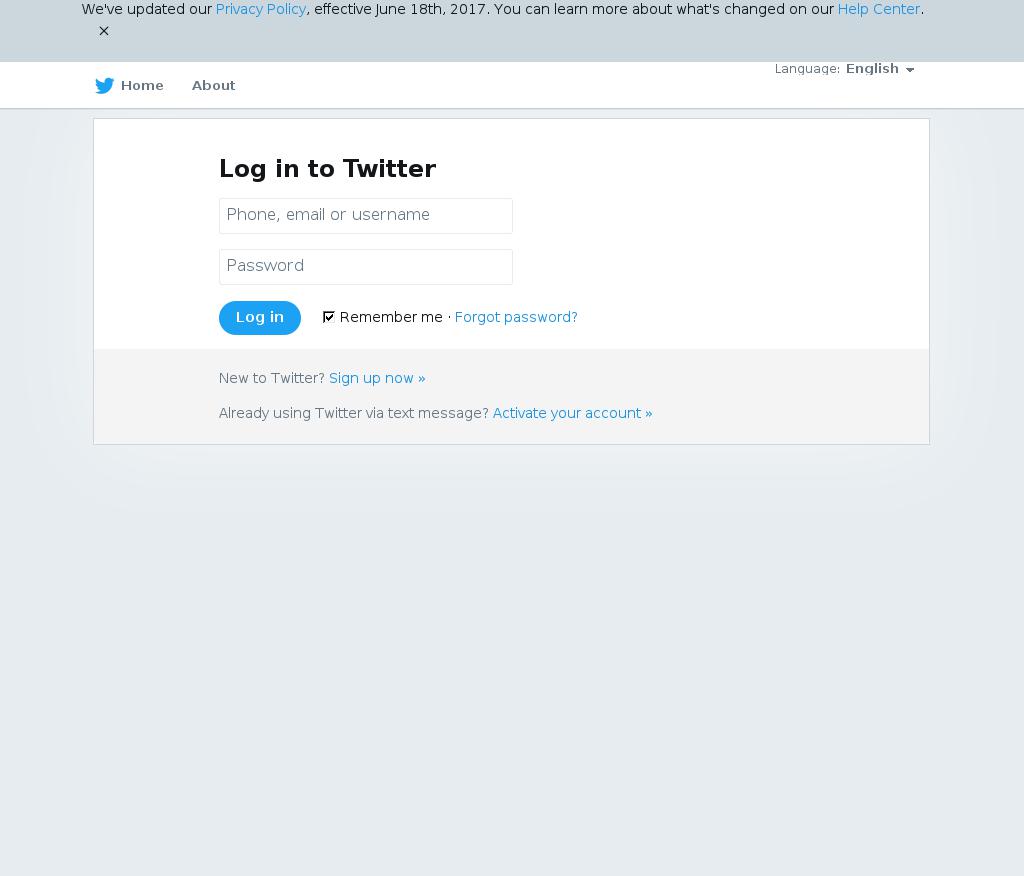 We've updated our Privacy Policy, effective June 18th, 2017. You can learn more about what's changed on our Help Center.
×
Language: English
Home About
Log in to Twitter
Phone, email or username
Password
Log in Remember me · Forgot password?
New to Twitter? Sign up now »
Already using Twitter via text message? Activate your account »